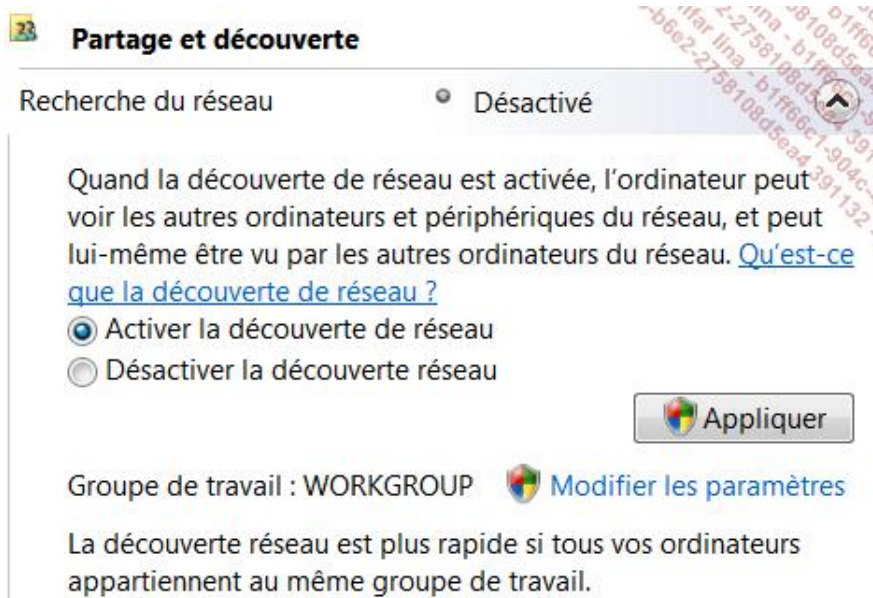 Partage et découverte
Recherche du réseau Désactivé
Quand la découverte de réseau est activée, l'ordinateur peut
voir les autres ordinateurs et périphériques du réseau, et peut
lui-même être vu par les autres ordinateurs du réseau. Qu'est-ce
que la découverte de réseau ?
Activer la découverte de réseau
Désactiver la découverte réseau
Appliquer
Groupe de travail : WORKGROUP Modifier les paramètres
La découverte réseau est plus rapide si tous vos ordinateurs
appartiennent au même groupe de travail.